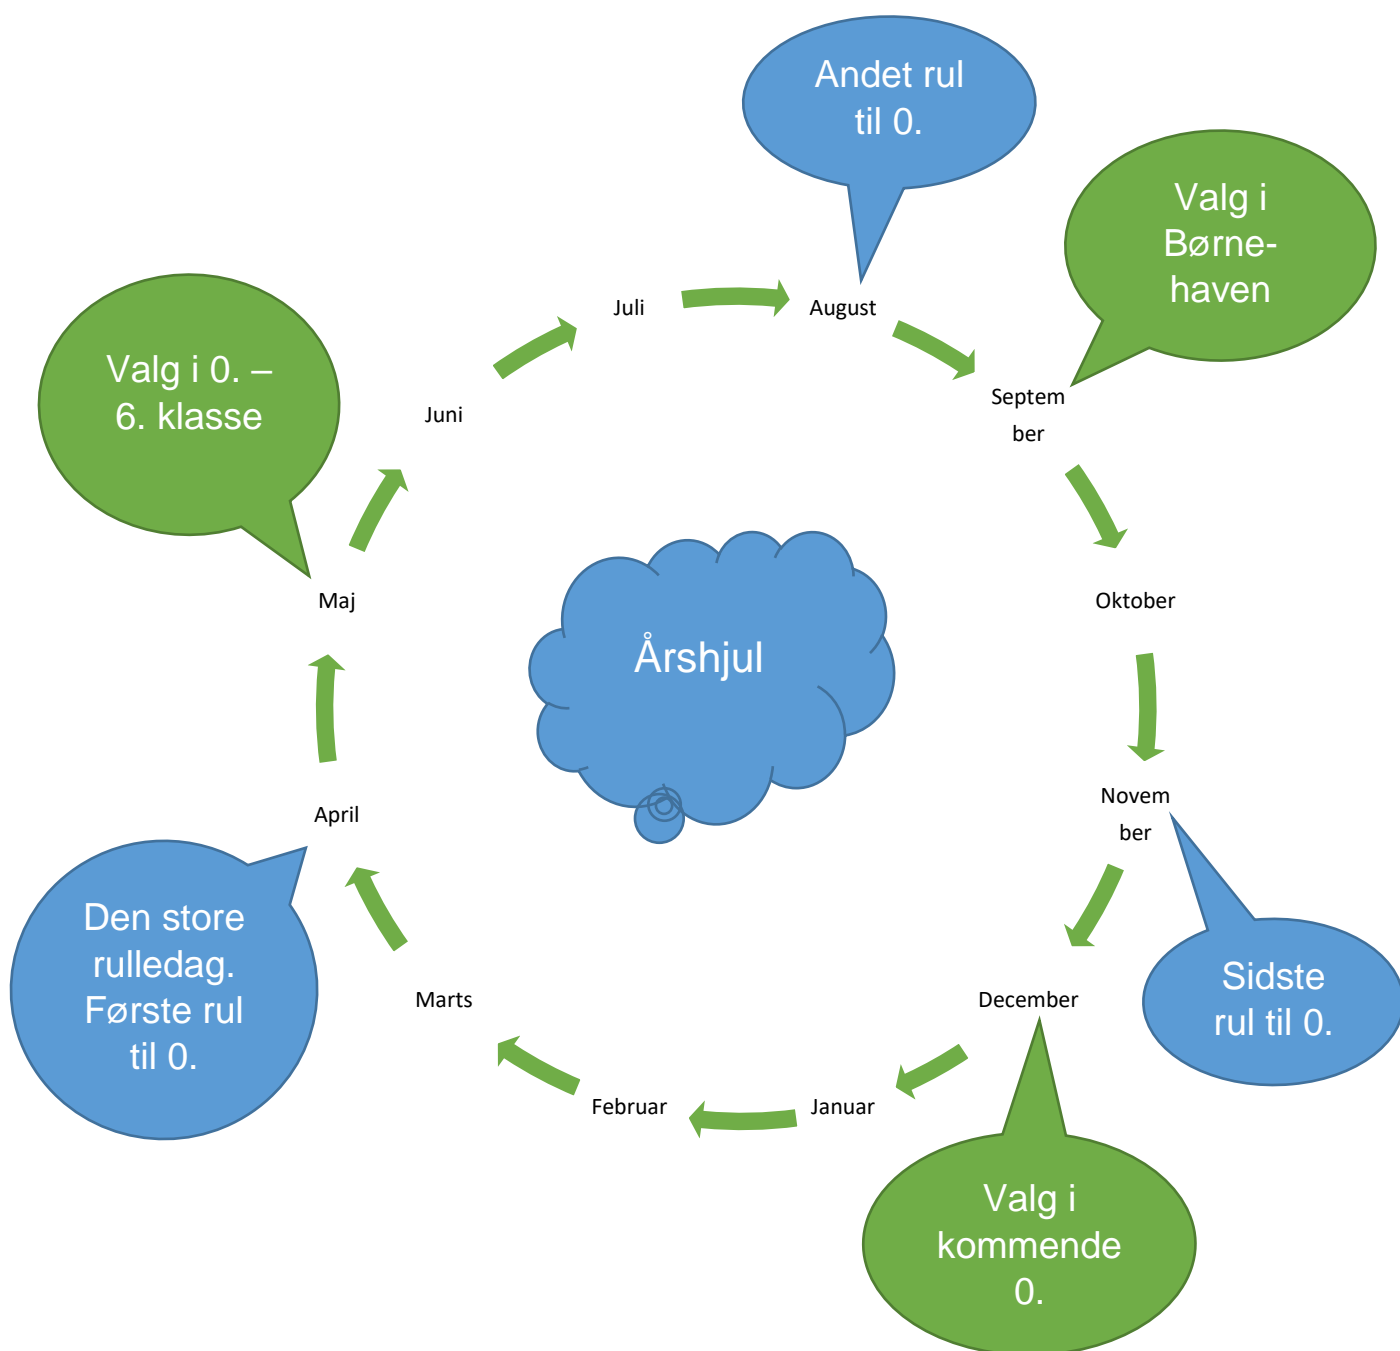 Andet rul
til 0.
Valg i
Børne-
haven
Valg i 0. –
6. klasse
Juli
August
Juni
Septem
ber
Maj
Oktober
Årshjul
April
Novem
ber
Den store
rulledag.
Første rul
til 0.
Marts
December
Sidste
rul til 0.
Februar
Januar
Valg i
kommende
0.